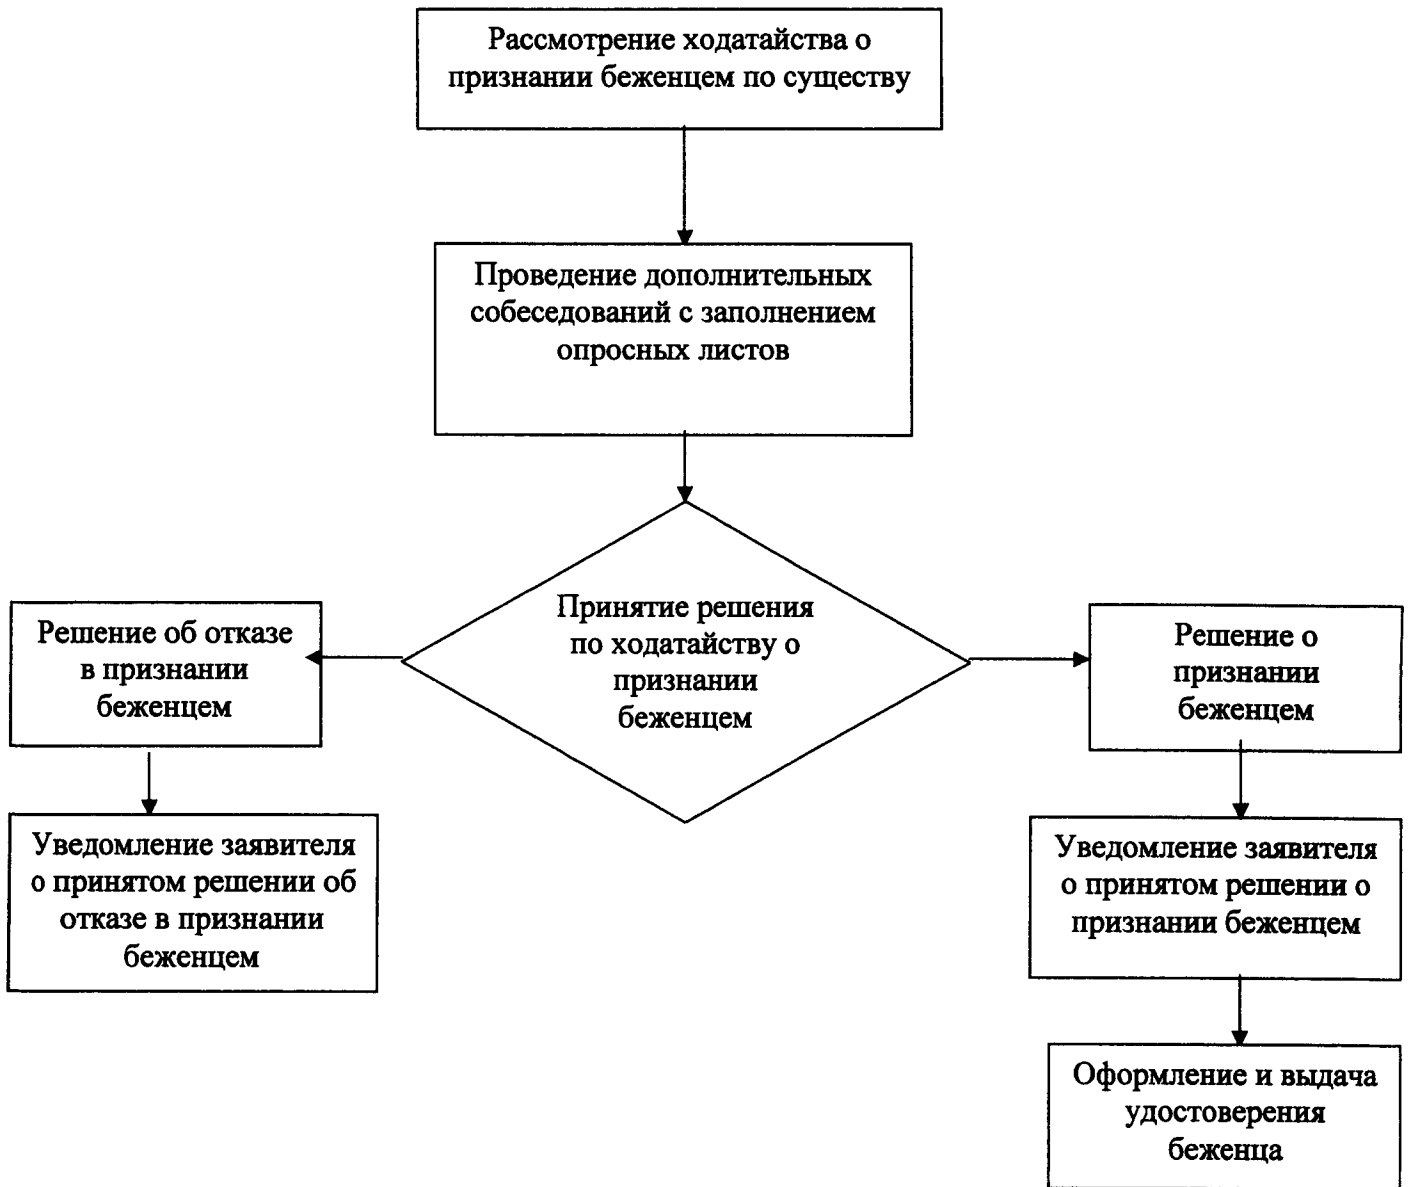 Рассмотрение ходатайства о
признании беженцем по существу
Проведение дополнительных
собеседований с заполнением
опросных листов
Принятие решения
по ходатайству о
признании
беженцем
Решение об отказе
в признании
беженцем
Решение о
признании
беженцем
Уведомление заявителя
о принятом решении об
отказе в признании
беженцем
Уведомление заявителя
о принятом решении о
признании беженцем
Оформление и выдача
удостоверения
беженца